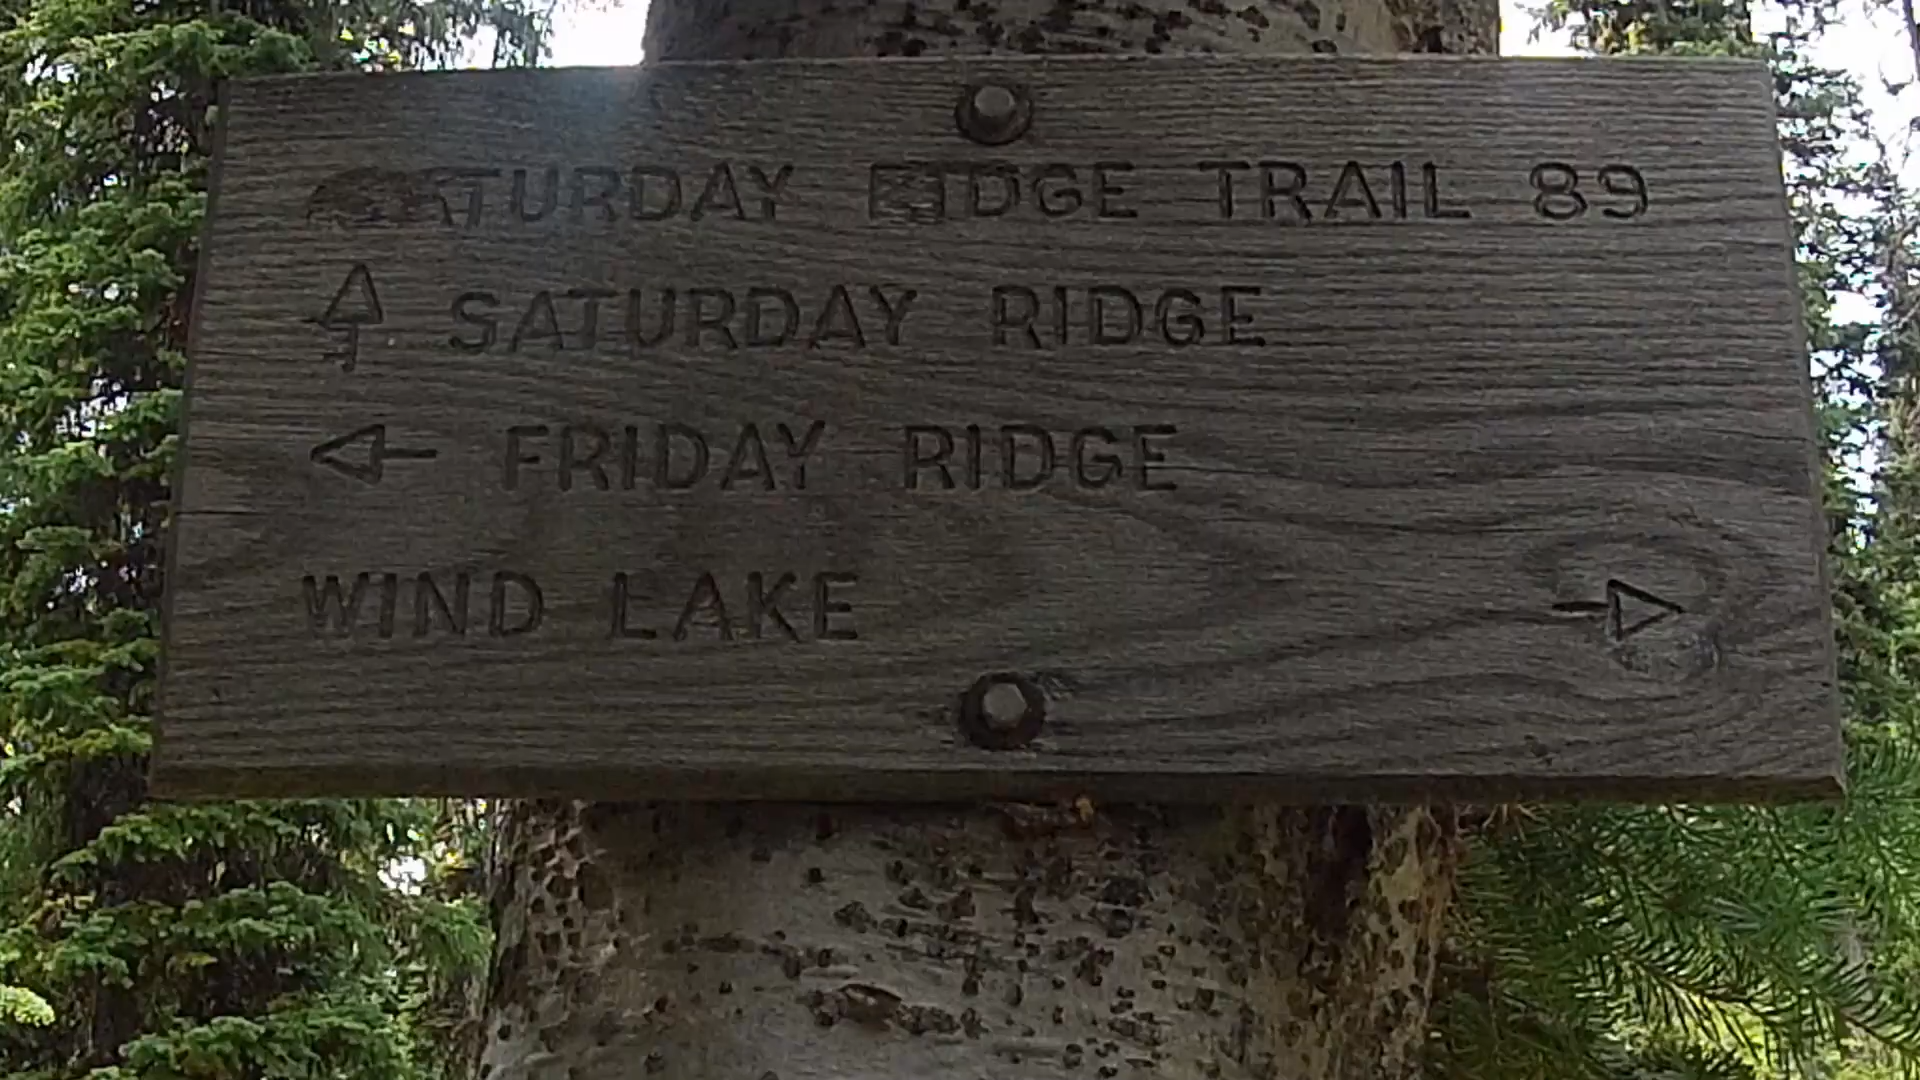 SATURDAY RIDGE TRAIL 89
↑ SATURDAY RIDGE
← FRIDAY RIDGE
WIND LAKE →